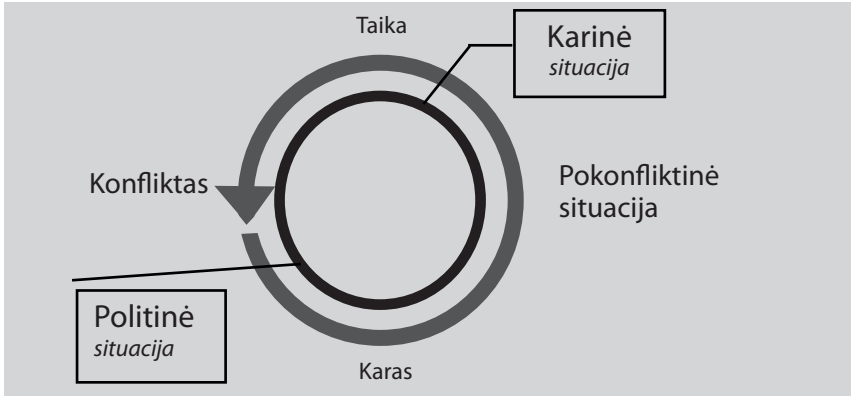 Taika
Karinė
situacija
Konfliktas
Pokonfliktinė
situacija
Politinė
situacija
Karas